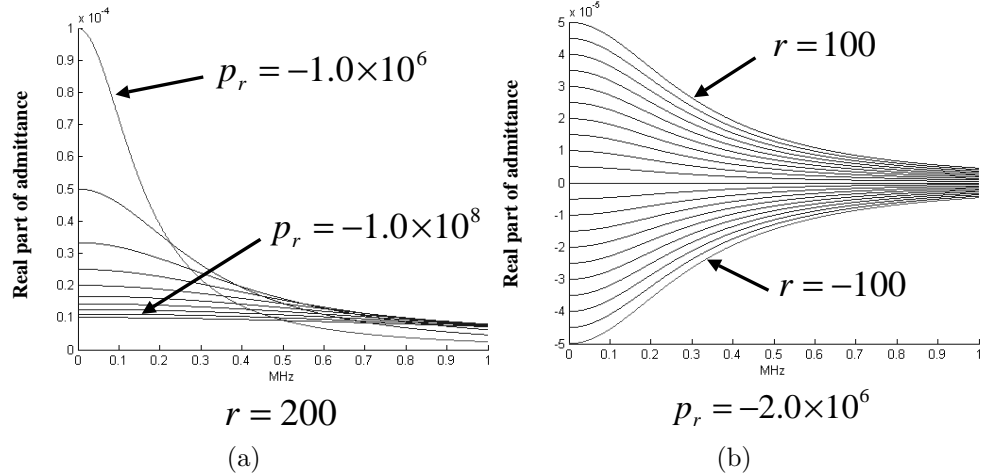 x 10⁻⁴
1
0.9
0.8
0.7
0.6
0.5
0.4
0.3
0.2
0.1
0
Real part of admittance
p_r = −1.0×10⁶
p_r = −1.0×10⁸
0 0.1 0.2 0.3 0.4 0.5 0.6 0.7 0.8 0.9 1
MHz
r = 200
(a)
x 10⁻⁵
5
4
3
2
1
0
-1
-2
-3
-4
-5
Real part of admittance
r = 100
r = −100
0 0.1 0.2 0.3 0.4 0.5 0.6 0.7 0.8 0.9 1
MHz
p_r = −2.0×10⁶
(b)